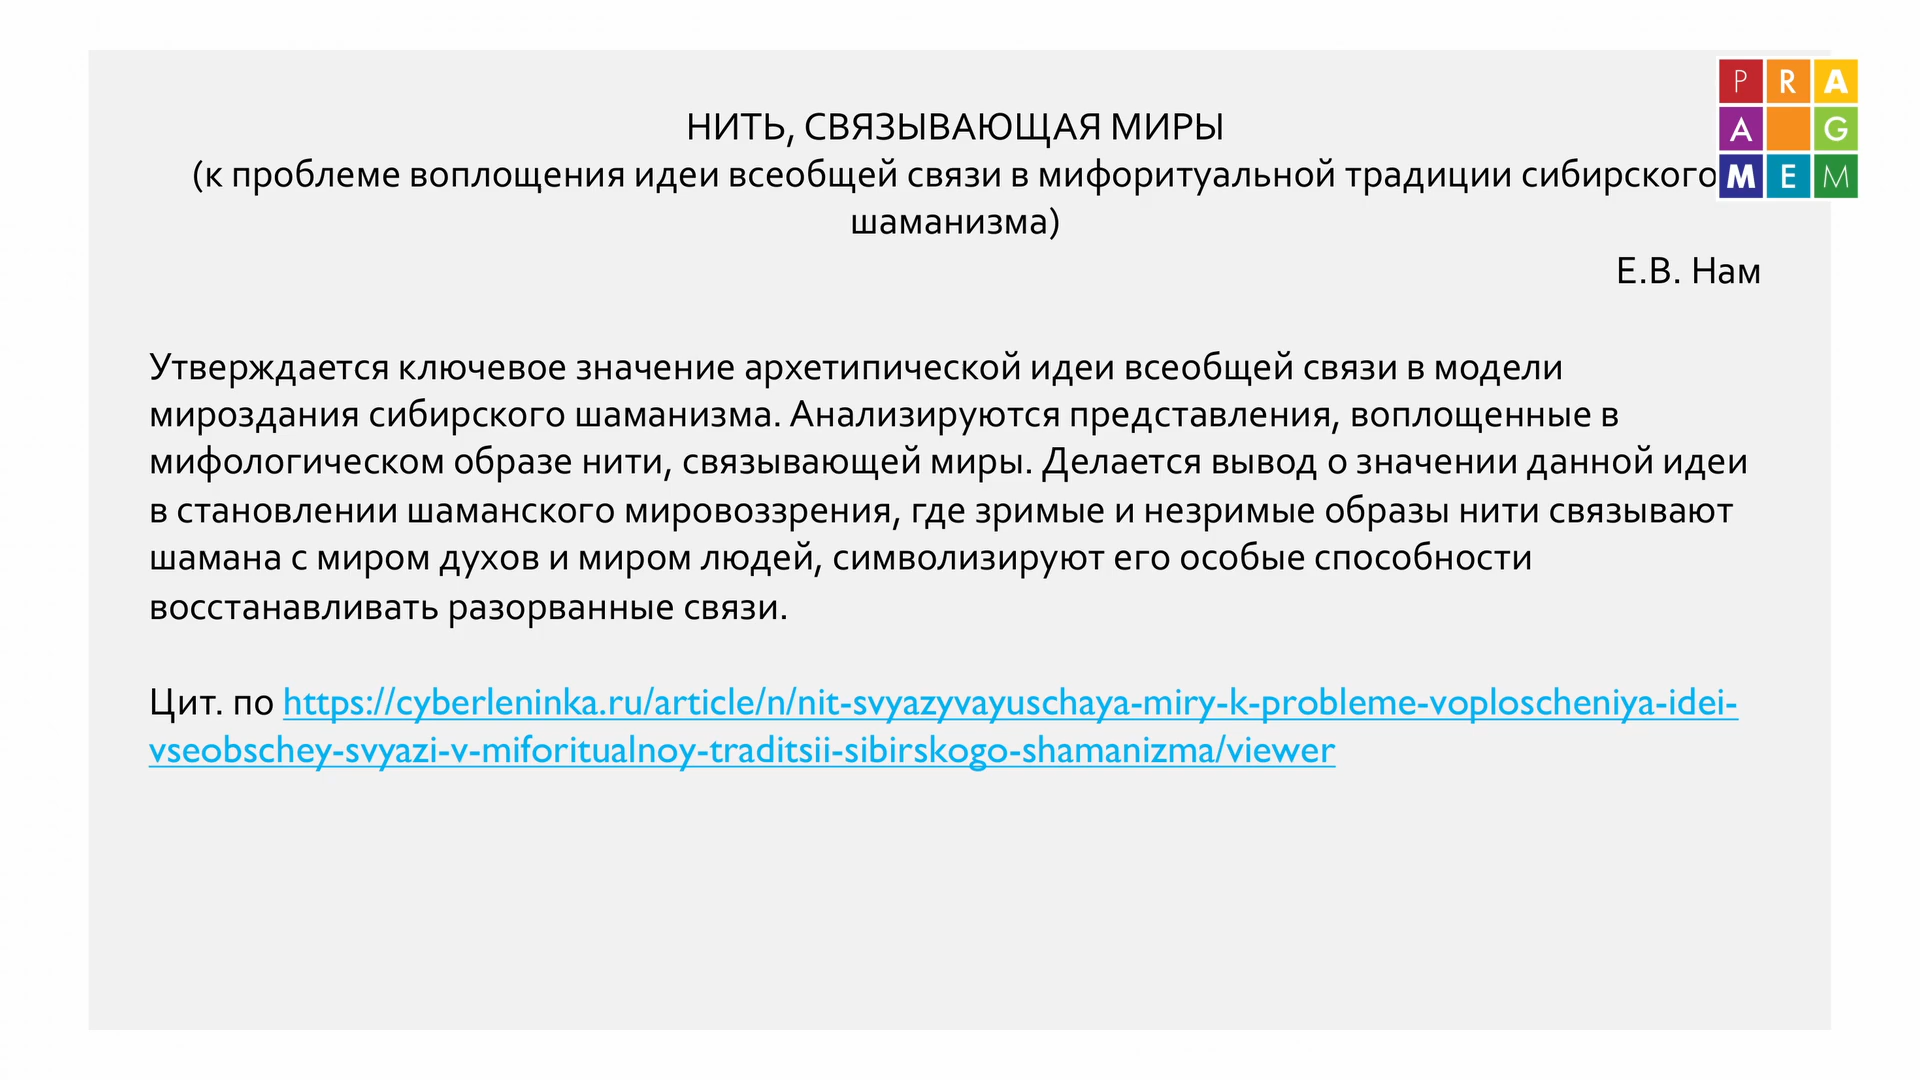 НИТЬ, СВЯЗЫВАЮЩАЯ МИРЫ
(к проблеме воплощения идеи всеобщей связи в мифоритуальной традиции сибирского
шаманизма)
Е.В. Нам
Утверждается ключевое значение архетипической идеи всеобщей связи в модели
мироздания сибирского шаманизма. Анализируются представления, воплощенные в
мифологическом образе нити, связывающей миры. Делается вывод о значении данной идеи
в становлении шаманского мировоззрения, где зримые и незримые образы нити связывают
шамана с миром духов и миром людей, символизируют его особые способности
восстанавливать разорванные связи.
Цит. по https://cyberleninka.ru/article/n/nit-svyazyvayuschaya-miry-k-probleme-voploscheniya-idei-
vseobschey-svyazi-v-miforitualnoy-traditsii-sibirskogo-shamanizma/viewer
P R A
A G
M E M